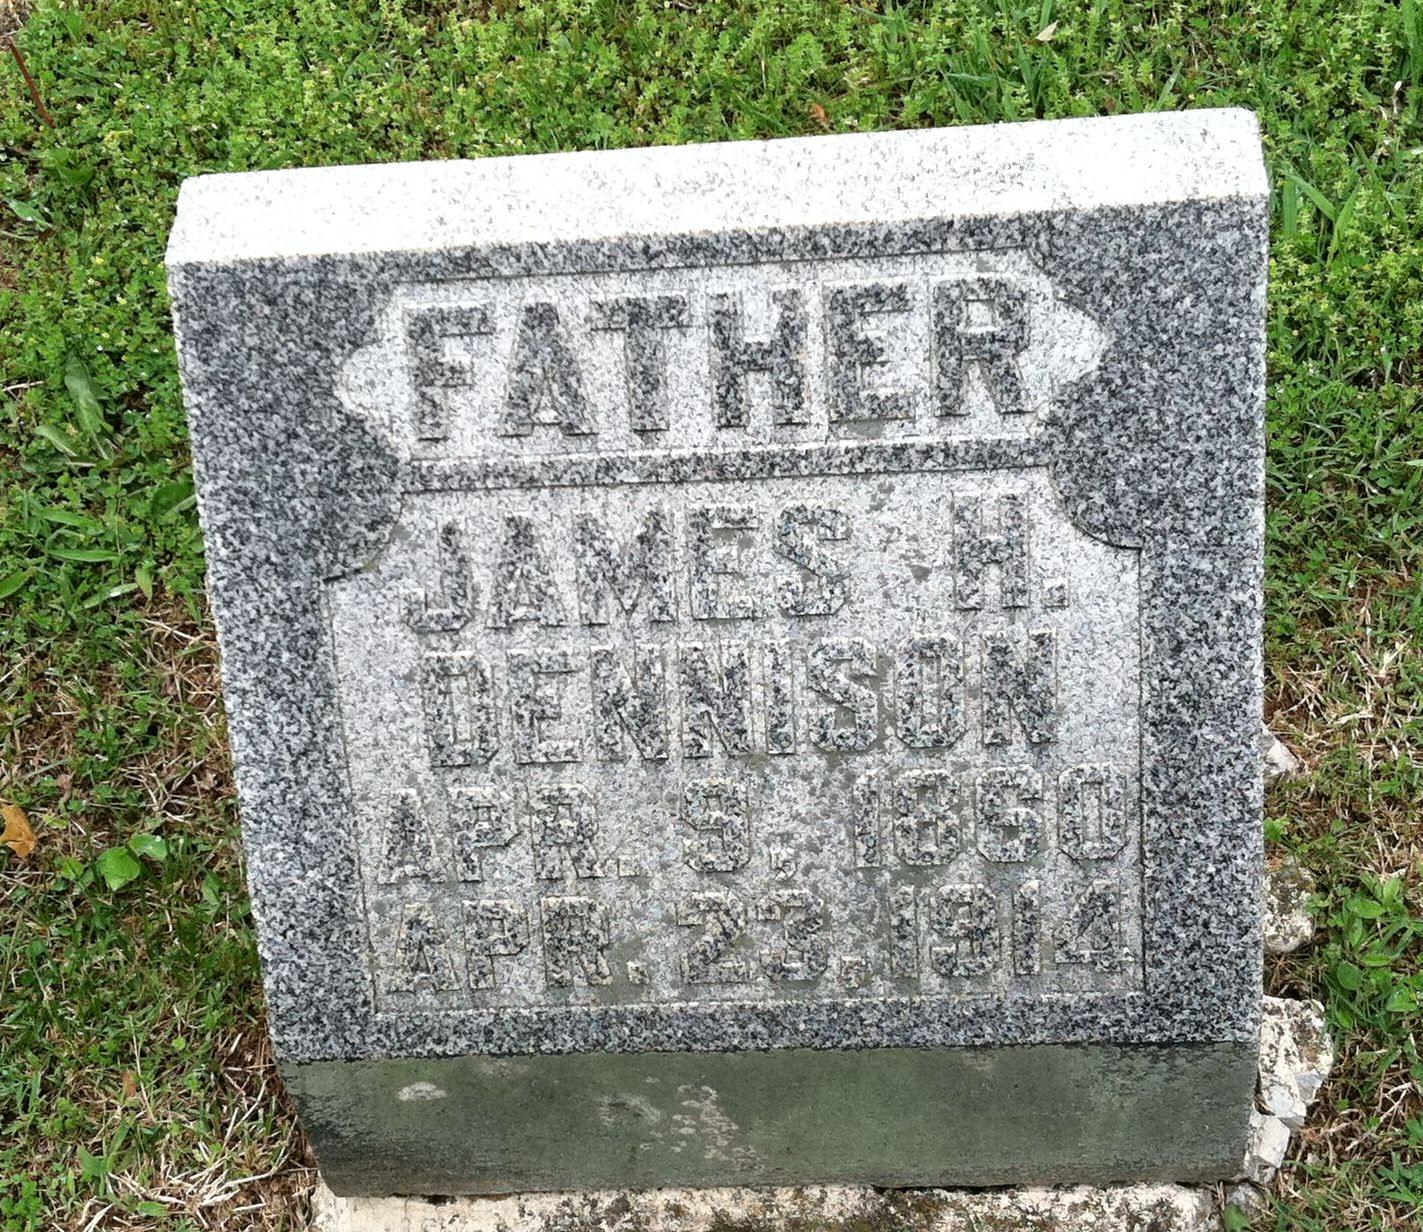 FATHER
JAMES H.
DENNISON
APR. 9, 1860
APR. 23, 1914